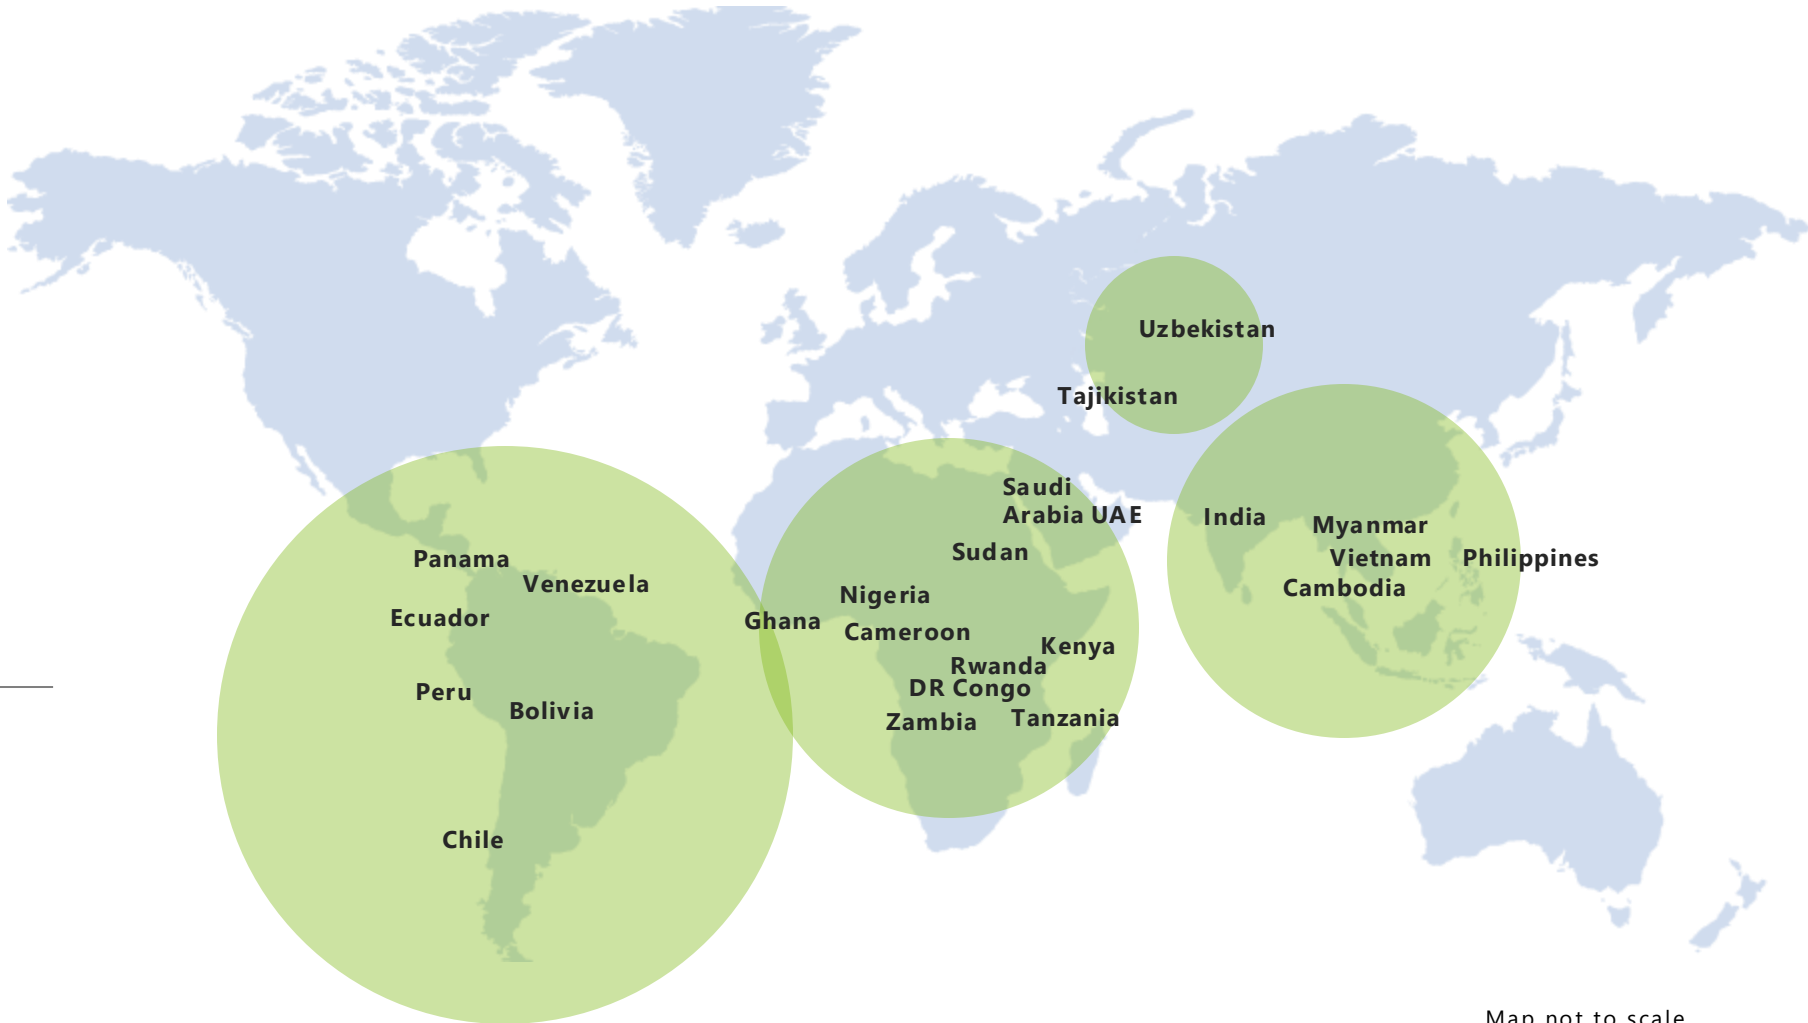 Uzbekistan
Tajikistan
Saudi
Arabia UAE
India
Myanmar
Sudan
Panama
Vietnam
Philippines
Venezuela
Cambodia
Nigeria
Ecuador
Ghana
Cameroon
Kenya
Rwanda
DR Congo
Peru
Bolivia
Zambia
Tanzania
Chile
Map not to scale